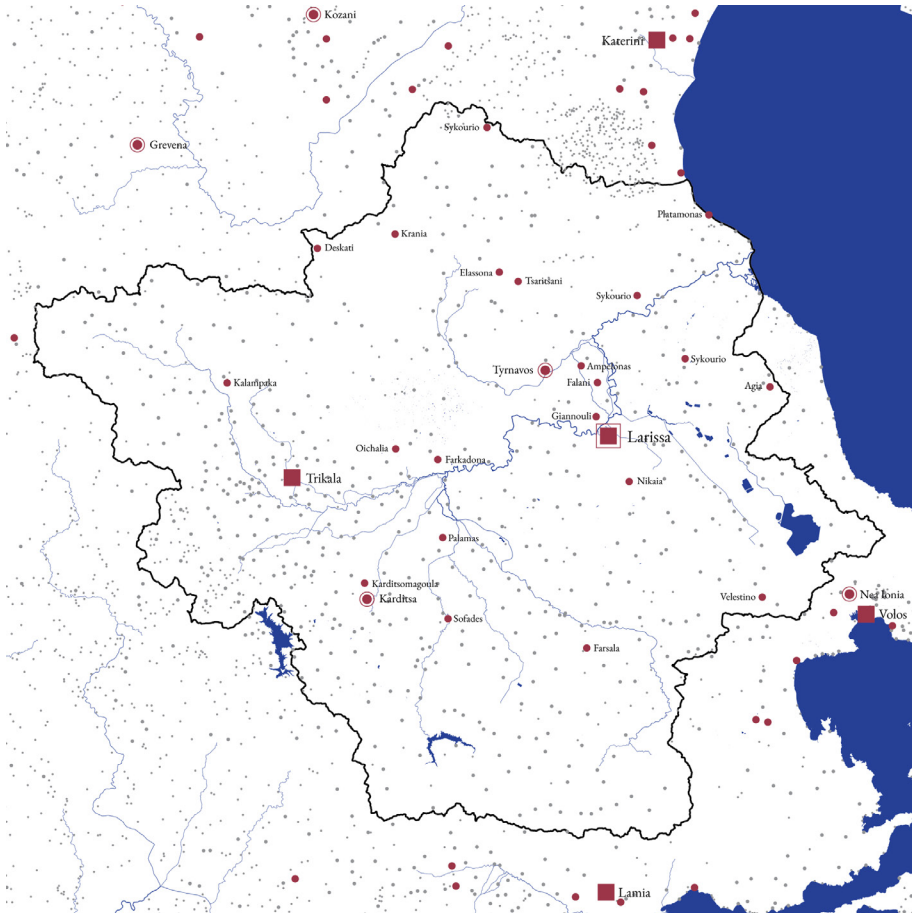 Kozani
Katerini
Sykourio
Grevena
Platamonas
Krania
Deskati
Elassona
Tsaritsani
Sykourio
Sykourio
Tyrnavos
Ampelonas
Falani
Kalampaka
Agia
Giannouli
Larissa
Oichalia
Farkadona
Trikala
Nikaia
Palamas
Karditsomagoula
Karditsa
Velestino
Nea Ionia
Volos
Sofades
Farsala
Lamia